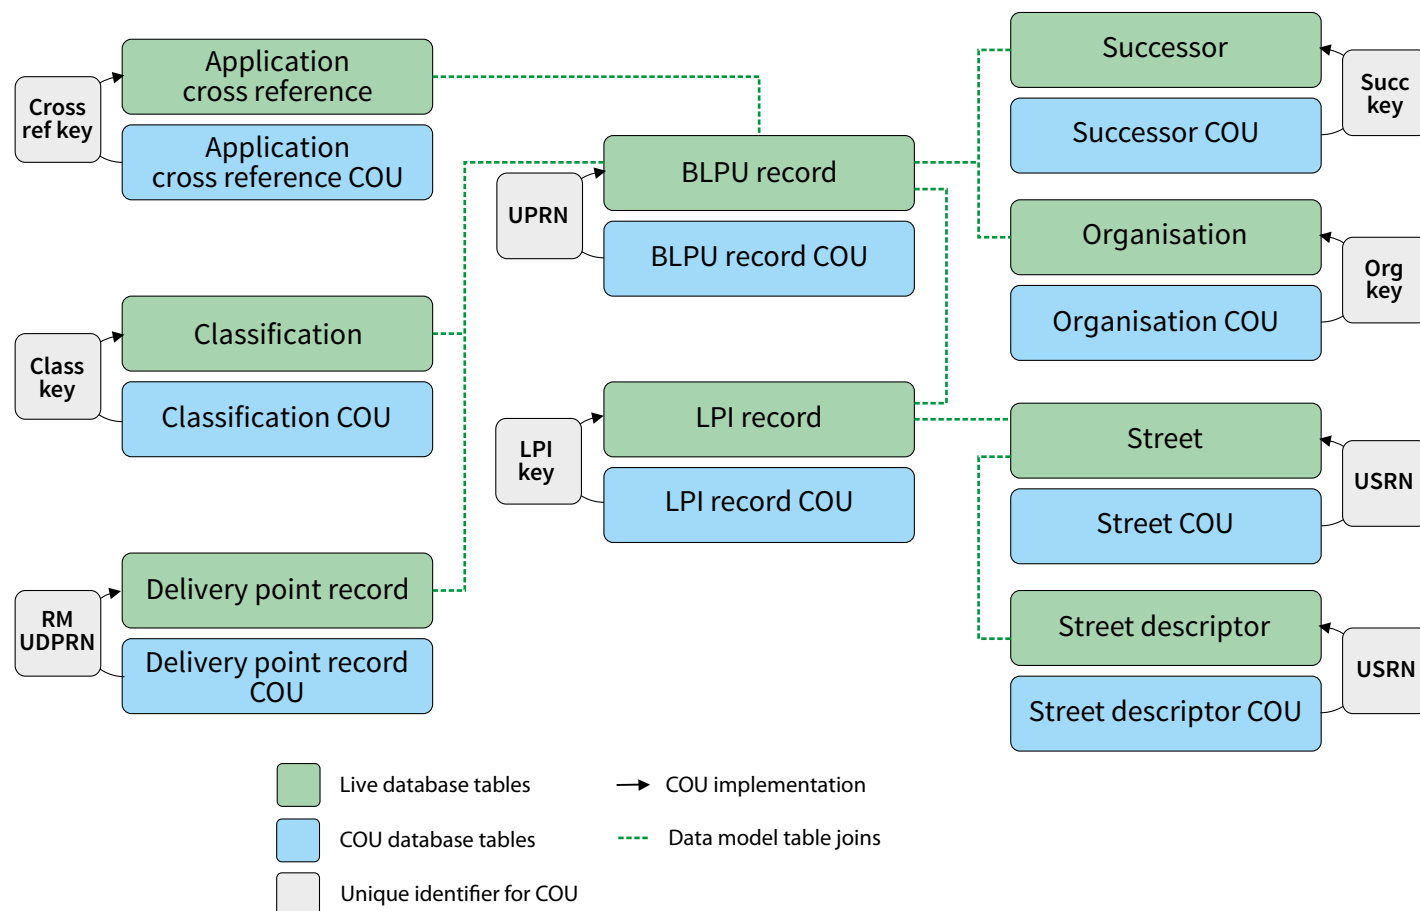 Application
cross reference
Cross
ref key
Application
cross reference COU
Classification
Class
key
Classification COU
Delivery point record
RM
UDPRN
Delivery point record
COU
BLPU record
UPRN
BLPU record COU
LPI record
LPI
key
LPI record COU
Successor
Succ
key
Successor COU
Organisation
Org
key
Organisation COU
Street
USRN
Street COU
Street descriptor
USRN
Street descriptor COU
Live database tables
COU implementation
COU database tables
Data model table joins
Unique identifier for COU